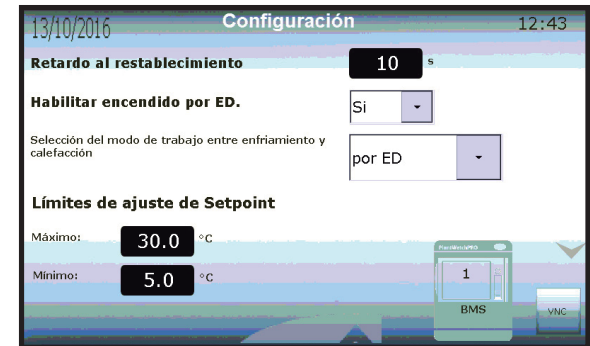 13/10/2016 Configuración 12:43
Retardo al restablecimiento 10 s
Habilitar encendido por ED. Si
Selección del modo de trabajo entre enfriamiento y
calefacción por ED
Límites de ajuste de Setpoint
Máximo: 30.0 °C
Mínimo: 5.0 °C
PlantWatchPRO
1
BMS
VNC